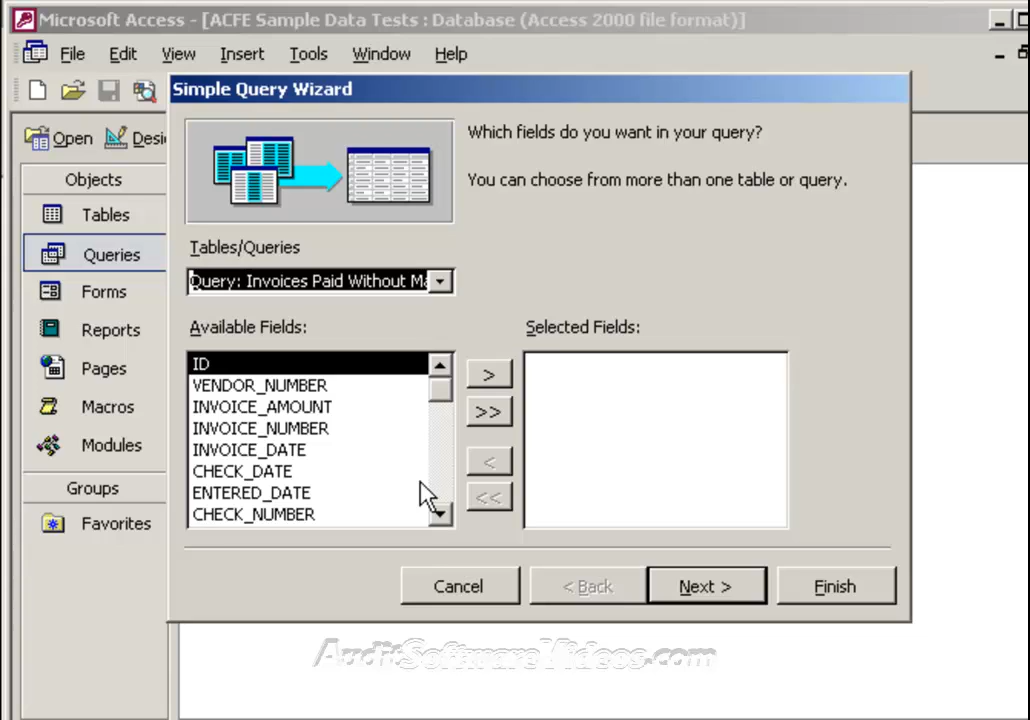 Microsoft Access - [ACFE Sample Data Tests : Database (Access 2000 file format)]
File Edit View Insert Tools Window Help
Simple Query Wizard
Open Desi
Which fields do you want in your query?
You can choose from more than one table or query.
Objects
Tables
Queries
Forms
Reports
Pages
Macros
Modules
Groups
Favorites
Tables/Queries
Query: Invoices Paid Without Ma
Available Fields:
Selected Fields:
ID
VENDOR_NUMBER
INVOICE_AMOUNT
INVOICE_NUMBER
INVOICE_DATE
CHECK_DATE
ENTERED_DATE
CHECK_NUMBER
>
>>
<
<<
Cancel
< Back
Next >
Finish
AuditSoftwareVideos.com